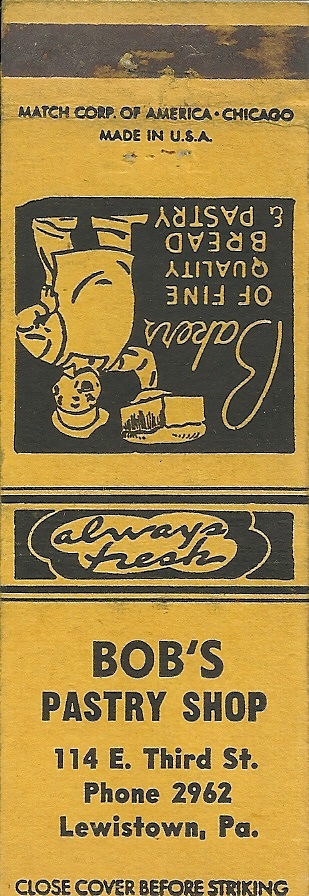 MATCH CORP. OF AMERICA · CHICAGO
MADE IN U.S.A.
Bakers
OF FINE
QUALITY
BREAD
& PASTRY
always
fresh
BOB'S
PASTRY SHOP
114 E. Third St.
Phone 2962
Lewistown, Pa.
CLOSE COVER BEFORE STRIKING